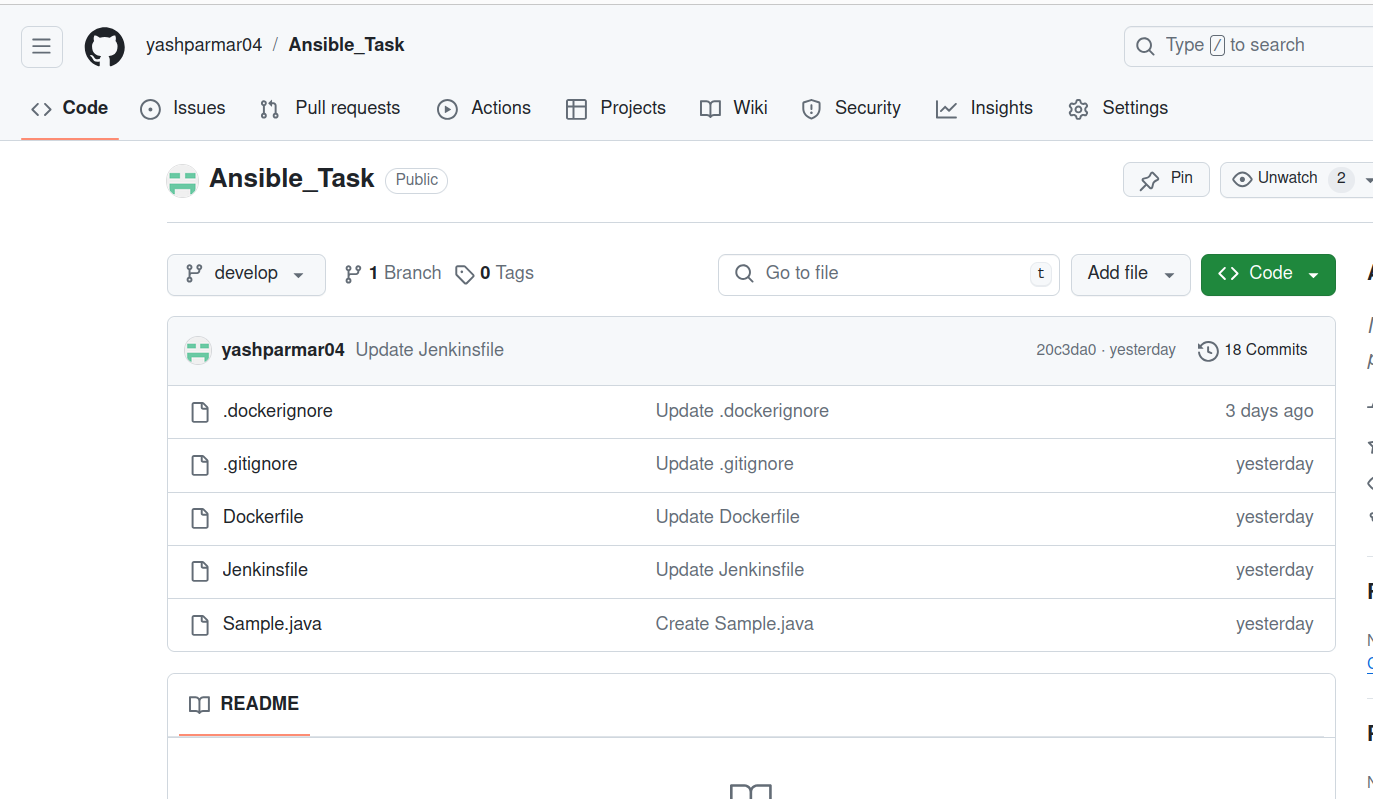 yashparmar04 / Ansible_Task
Type / to search
Code Issues Pull requests Actions Projects Wiki Security Insights Settings
Ansible_Task Public
Pin Unwatch 2
develop 1 Branch 0 Tags
Go to file t Add file Code
yashparmar04 Update Jenkinsfile 20c3da0 · yesterday 18 Commits
.dockerignore Update .dockerignore 3 days ago
.gitignore Update .gitignore yesterday
Dockerfile Update Dockerfile yesterday
Jenkinsfile Update Jenkinsfile yesterday
Sample.java Create Sample.java yesterday
README